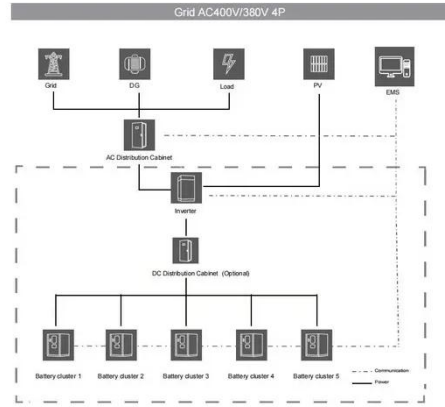 Grid AC400V/380V 4P
Grid
DG
Load
PV
EMS
AC Distribution Cabinet
Inverter
DC Distribution Cabinet (Optional)
Battery cluster 1
Battery cluster 2
Battery cluster 3
Battery cluster 4
Battery cluster 5
Communication
Power